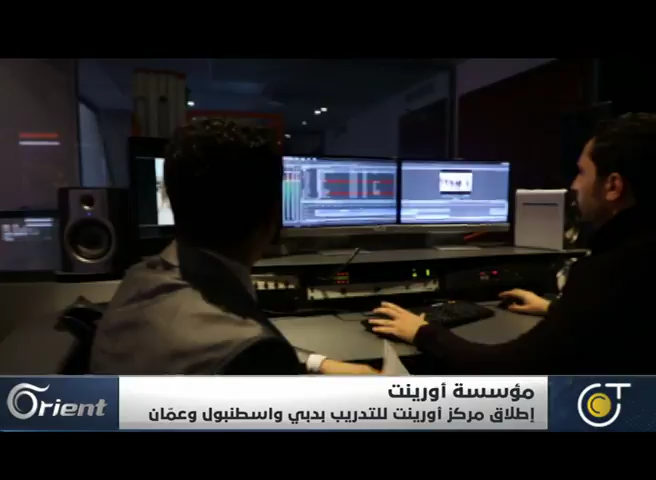 مؤسسة أورينت
إطلاق مركز أورينت للتدريب بدبي واسطنبول وعمّان
Orient